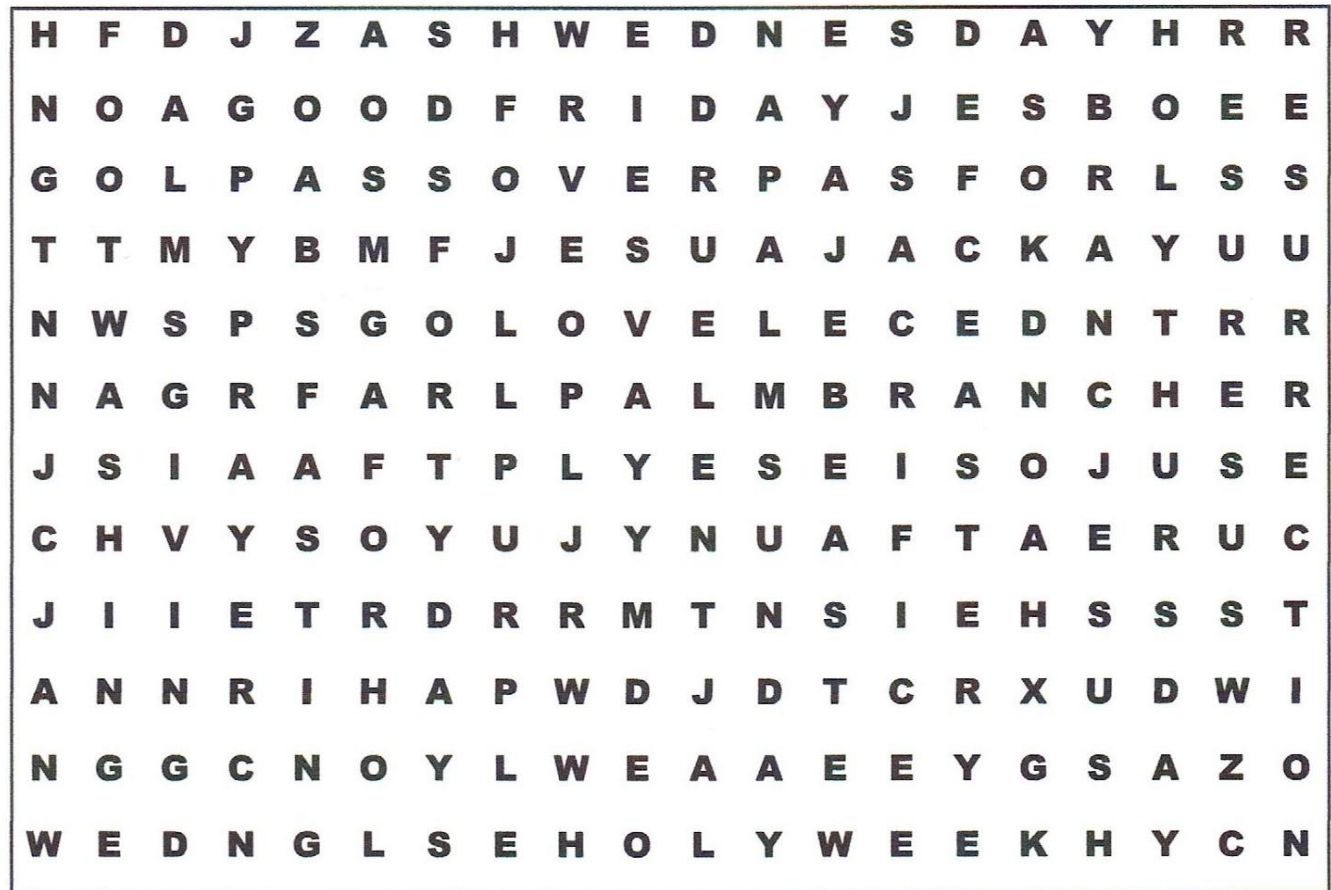 H F D J Z A S H W E D N E S D A Y H R R
N O A G O O D F R I D A Y J E S B O E E
G O L P A S S O V E R P A S F O R L S S
T T M Y B M F J E S U A J A C K A Y U U
N W S P S G O L O V E L E C E D N T R R
N A G R F A R L P A L M B R A N C H E R
J S I A A F T P L Y E S E I S O J U S E
C H V Y S O Y U J Y N U A F T A E R U C
J I I E T R D R R M T N S I E H S S S T
A N N R I H A P W D J D T C R X U D W I
N G G C N O Y L W E A A E E Y G S A Z O
W E D N G L S E H O L Y W E E K H Y C N